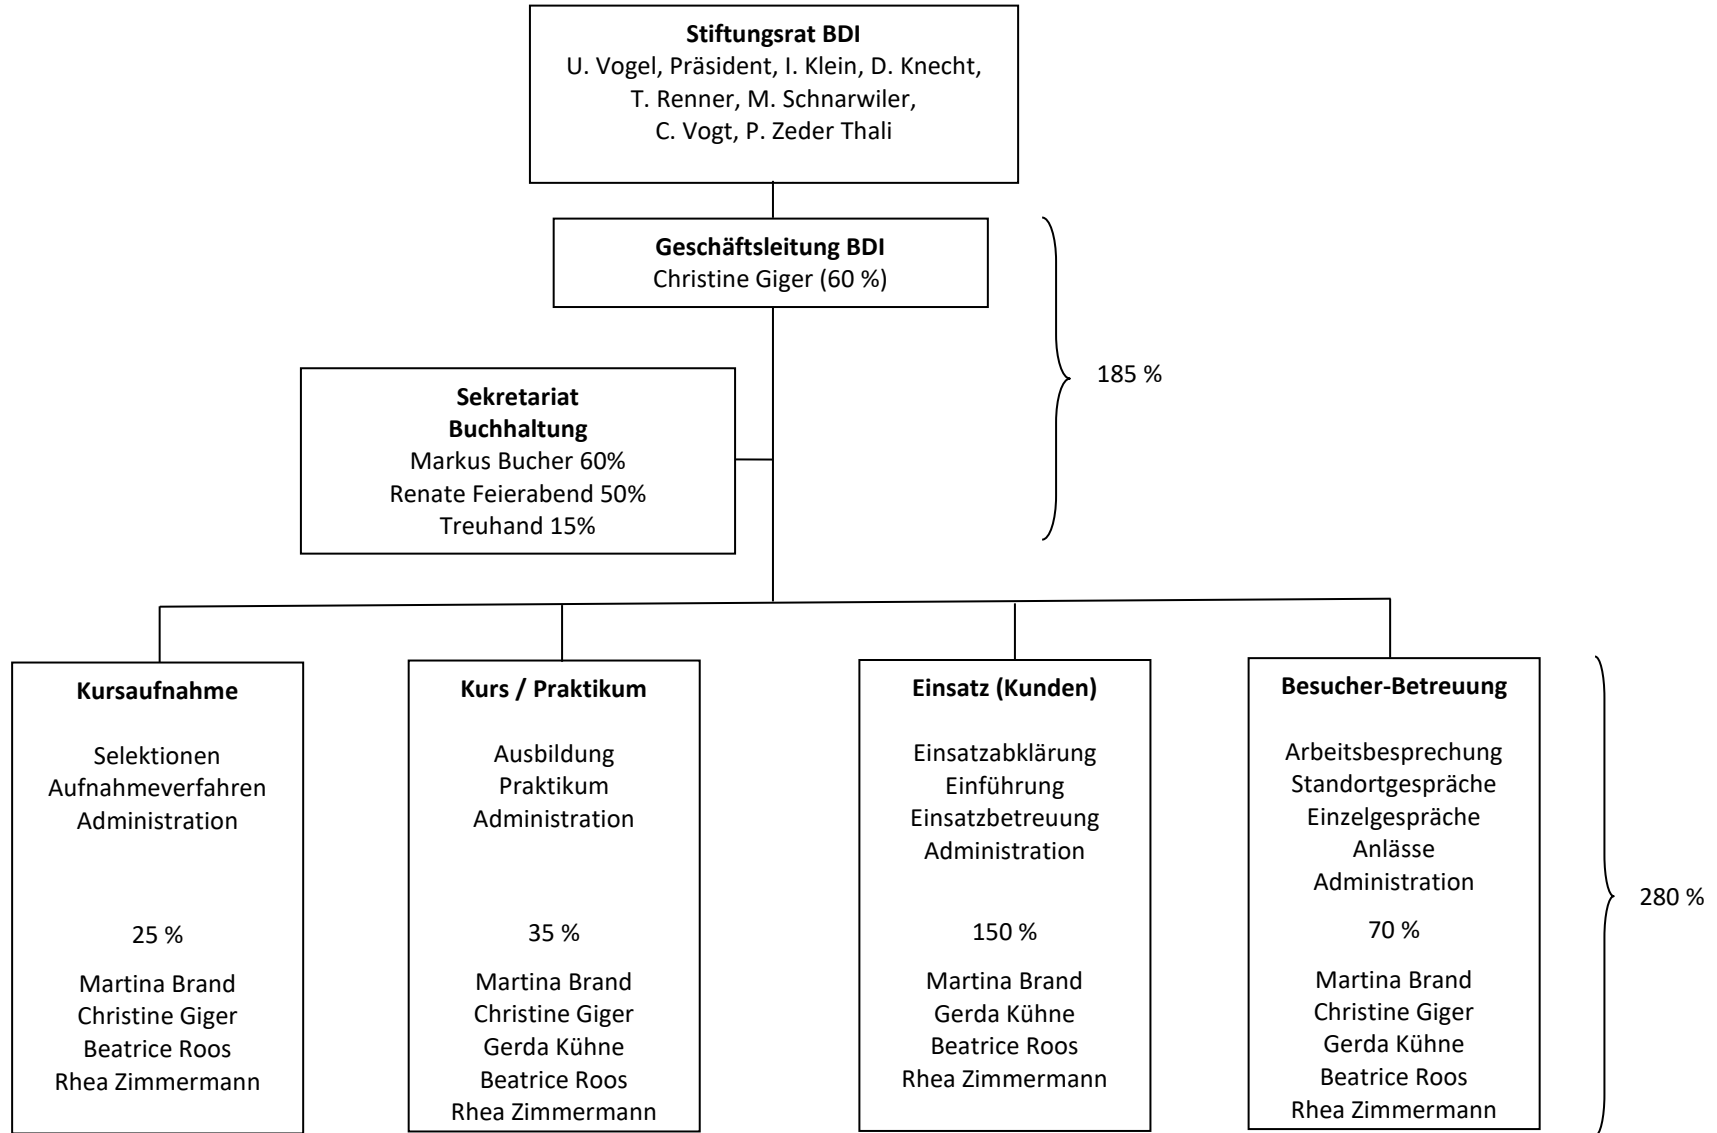 Stiftungsrat BDI
U. Vogel, Präsident, I. Klein, D. Knecht,
T. Renner, M. Schnarwiler,
C. Vogt, P. Zeder Thali
Geschäftsleitung BDI
Christine Giger (60 %)
185 %
Sekretariat
Buchhaltung
Markus Bucher 60%
Renate Feierabend 50%
Treuhand 15%
Kursaufnahme
Selektionen
Aufnahmeverfahren
Administration
25 %
Martina Brand
Christine Giger
Beatrice Roos
Rhea Zimmermann
Kurs / Praktikum
Ausbildung
Praktikum
Administration
35 %
Martina Brand
Christine Giger
Gerda Kühne
Beatrice Roos
Rhea Zimmermann
Einsatz (Kunden)
Einsatzabklärung
Einführung
Einsatzbetreuung
Administration
150 %
Martina Brand
Gerda Kühne
Beatrice Roos
Rhea Zimmermann
Besucher-Betreuung
Arbeitsbesprechung
Standortgespräche
Einzelgespräche
Anlässe
Administration
70 %
Martina Brand
Christine Giger
Gerda Kühne
Beatrice Roos
Rhea Zimmermann
280 %